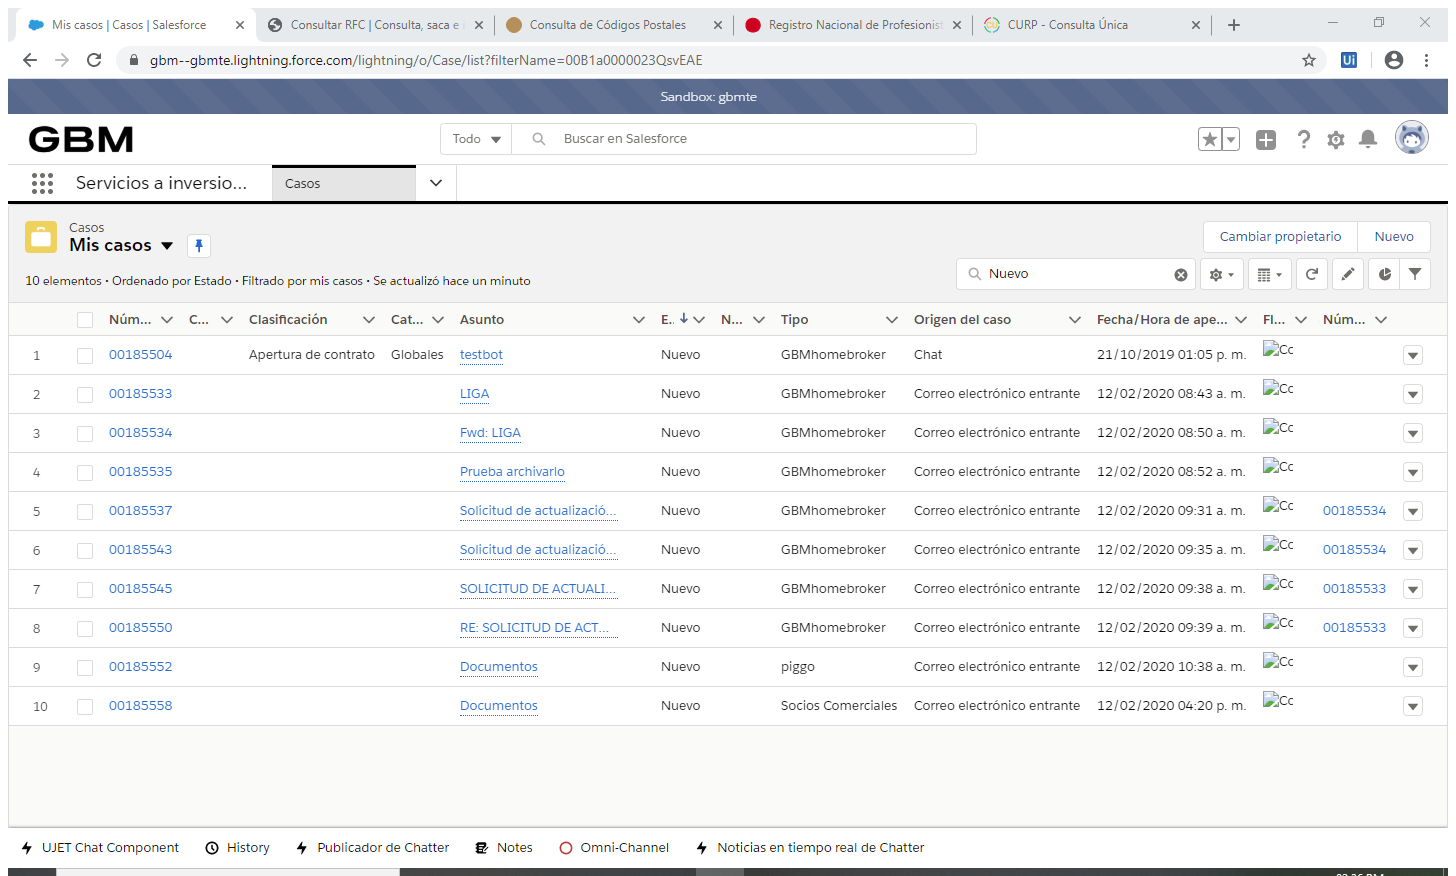 Mis casos | Casos | Salesforce
Consultar RFC | Consulta, saca e
Consulta de Códigos Postales
Registro Nacional de Profesionist
CURP - Consulta Única
gbm--gbmte.lightning.force.com/lightning/o/Case/list?filterName=00B1a0000023QsvEAE
Ui
Sandbox: gbmte
GBM
Todo
Buscar en Salesforce
Servicios a inversio...
Casos
Casos
Mis casos
Cambiar propietario
Nuevo
10 elementos • Ordenado por Estado • Filtrado por mis casos • Se actualizó hace un minuto
Nuevo
Núm... C... Clasificación Cat... Asunto E.. N... Tipo Origen del caso Fecha/Hora de ape... Fl... Núm...
1 00185504 Apertura de contrato Globales testbot Nuevo GBMhomebroker Chat 21/10/2019 01:05 p. m. Cc
2 00185533 LIGA Nuevo GBMhomebroker Correo electrónico entrante 12/02/2020 08:43 a. m. Cc
3 00185534 Fwd: LIGA Nuevo GBMhomebroker Correo electrónico entrante 12/02/2020 08:50 a. m. Cc
4 00185535 Prueba archivarlo Nuevo GBMhomebroker Correo electrónico entrante 12/02/2020 08:52 a. m. Cc
5 00185537 Solicitud de actualizació... Nuevo GBMhomebroker Correo electrónico entrante 12/02/2020 09:31 a. m. Cc 00185534
6 00185543 Solicitud de actualizació... Nuevo GBMhomebroker Correo electrónico entrante 12/02/2020 09:35 a. m. Cc 00185534
7 00185545 SOLICITUD DE ACTUALI... Nuevo GBMhomebroker Correo electrónico entrante 12/02/2020 09:38 a. m. Cc 00185533
8 00185550 RE: SOLICITUD DE ACT... Nuevo GBMhomebroker Correo electrónico entrante 12/02/2020 09:39 a. m. Cc 00185533
9 00185552 Documentos Nuevo piggo Correo electrónico entrante 12/02/2020 10:38 a. m. Cc
10 00185558 Documentos Nuevo Socios Comerciales Correo electrónico entrante 12/02/2020 04:20 p. m. Cc
UJET Chat Component
History
Publicador de Chatter
Notes
Omni-Channel
Noticias en tiempo real de Chatter